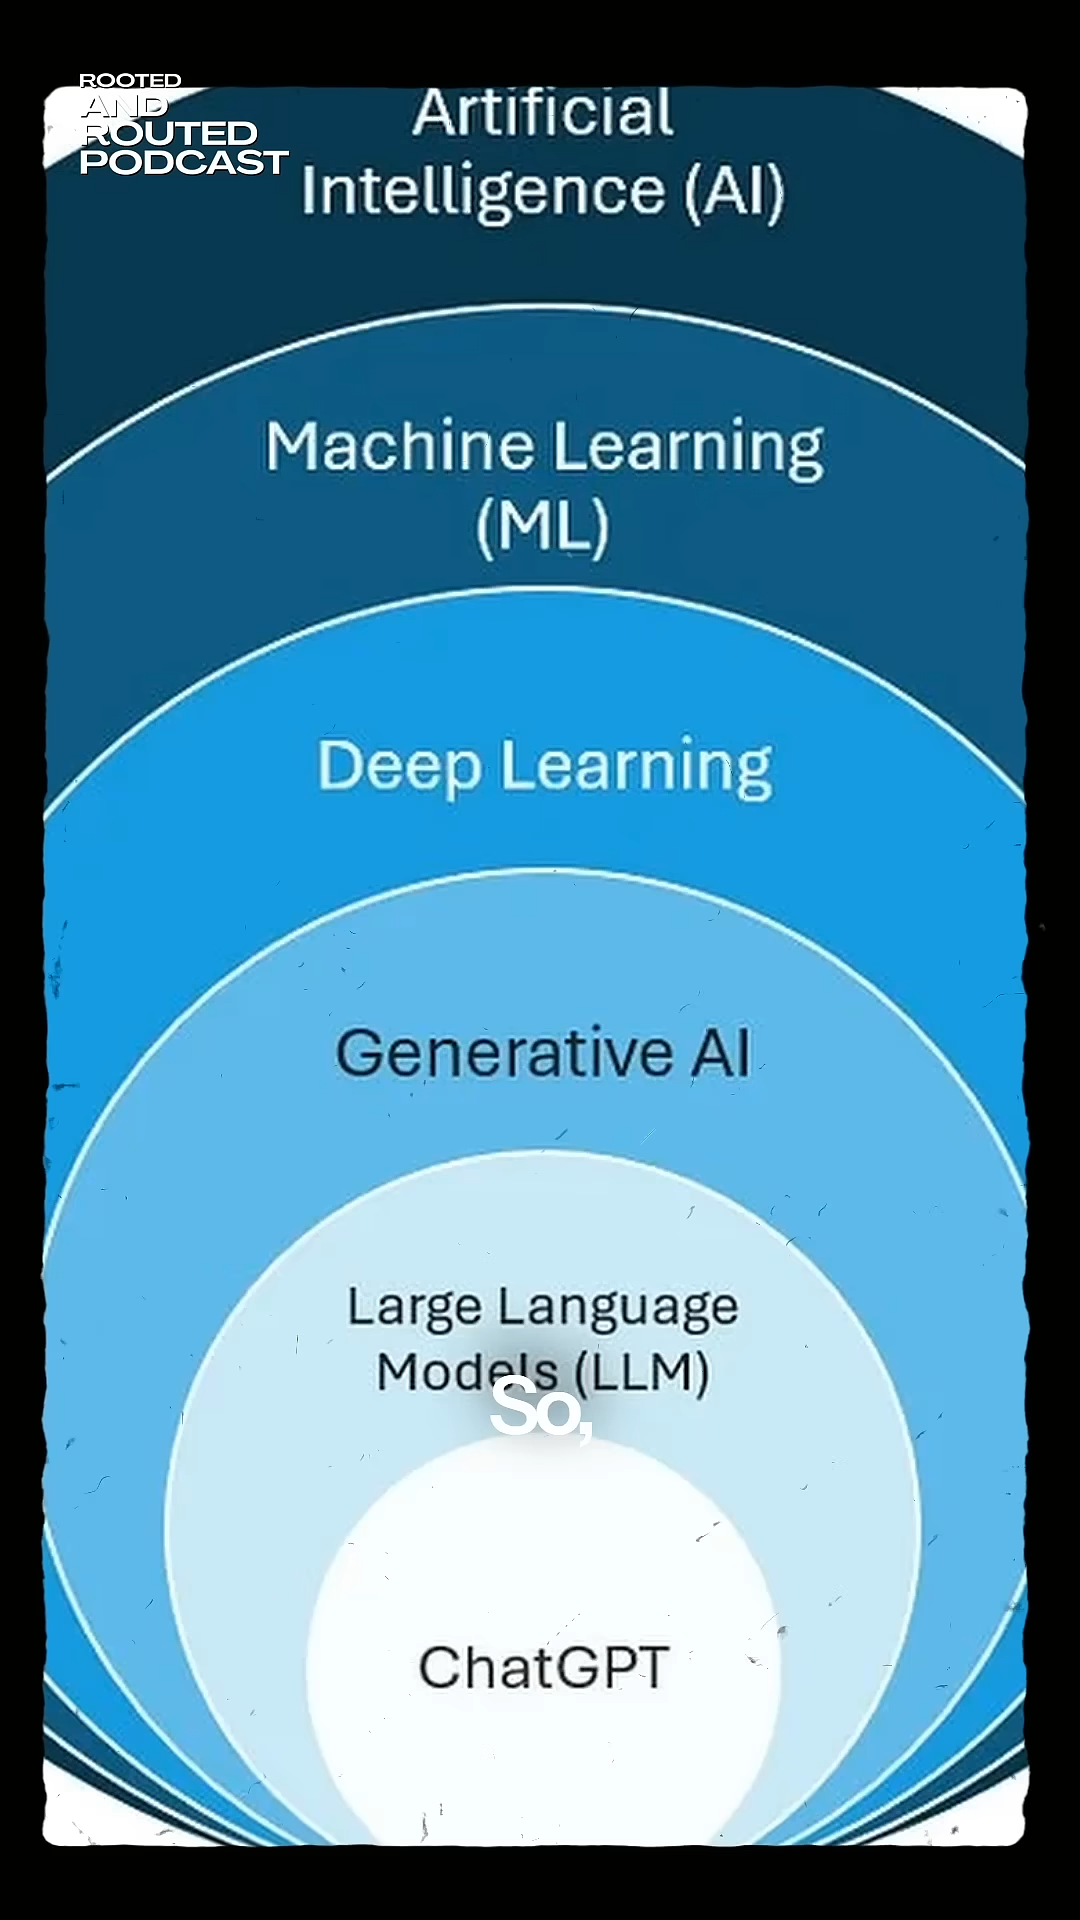 ROOTED
AND
ROUTED
PODCAST
Artificial
Intelligence (AI)
Machine Learning
(ML)
Deep Learning
Generative AI
Large Language
Models (LLM)
So,
ChatGPT